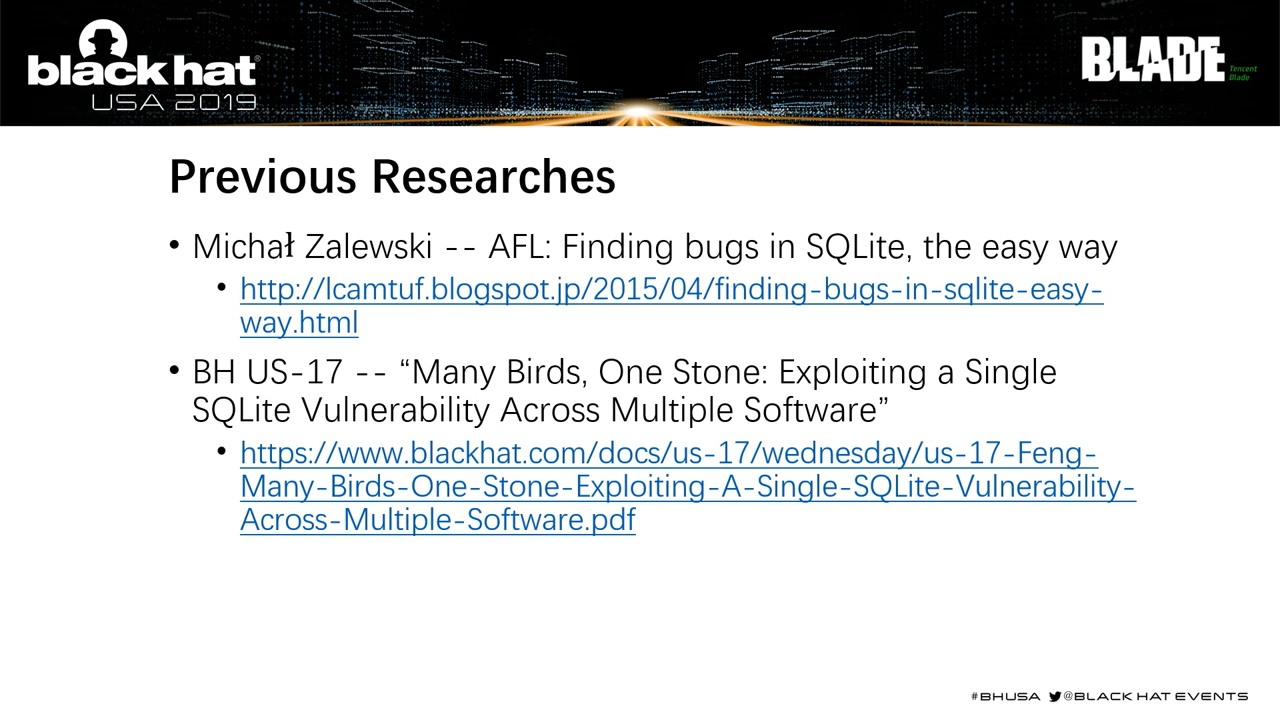 black hat®
USA 2019
BLADE
Tencent
Blade
Previous Researches
• Michał Zalewski -- AFL: Finding bugs in SQLite, the easy way
• http://lcamtuf.blogspot.jp/2015/04/finding-bugs-in-sqlite-easy-
way.html
• BH US-17 -- “Many Birds, One Stone: Exploiting a Single
SQLite Vulnerability Across Multiple Software”
• https://www.blackhat.com/docs/us-17/wednesday/us-17-Feng-
Many-Birds-One-Stone-Exploiting-A-Single-SQLite-Vulnerability-
Across-Multiple-Software.pdf
#BHUSA @BLACK HAT EVENTS